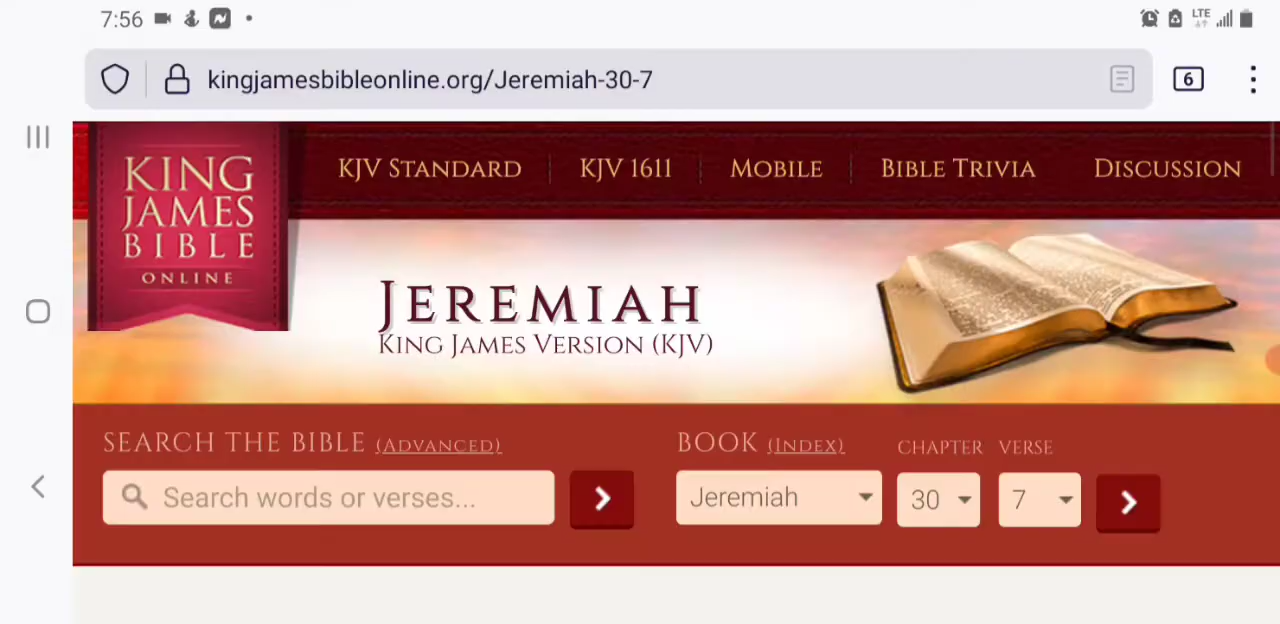 7:56
LTE
kingjamesbibleonline.org/Jeremiah-30-7
6
KING
JAMES
BIBLE
ONLINE
KJV STANDARD
KJV 1611
MOBILE
BIBLE TRIVIA
DISCUSSION
JEREMIAH
KING JAMES VERSION (KJV)
SEARCH THE BIBLE (ADVANCED)
Search words or verses...
BOOK (INDEX)
CHAPTER
VERSE
Jeremiah
30
7